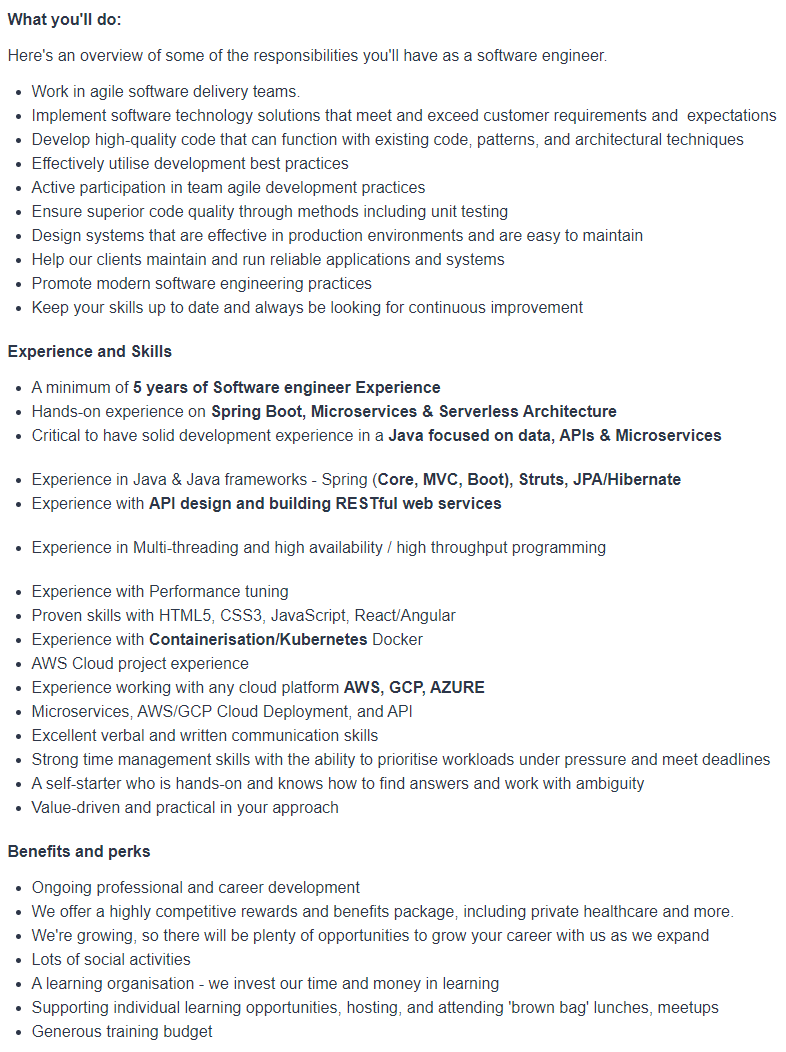 What you'll do:
Here's an overview of some of the responsibilities you'll have as a software engineer.
• Work in agile software delivery teams.
• Implement software technology solutions that meet and exceed customer requirements and  expectations
• Develop high-quality code that can function with existing code, patterns, and architectural techniques
• Effectively utilise development best practices
• Active participation in team agile development practices
• Ensure superior code quality through methods including unit testing
• Design systems that are effective in production environments and are easy to maintain
• Help our clients maintain and run reliable applications and systems
• Promote modern software engineering practices
• Keep your skills up to date and always be looking for continuous improvement
Experience and Skills
• A minimum of 5 years of Software engineer Experience
• Hands-on experience on Spring Boot, Microservices & Serverless Architecture
• Critical to have solid development experience in a Java focused on data, APIs & Microservices
• Experience in Java & Java frameworks - Spring (Core, MVC, Boot), Struts, JPA/Hibernate
• Experience with API design and building RESTful web services
• Experience in Multi-threading and high availability / high throughput programming
• Experience with Performance tuning
• Proven skills with HTML5, CSS3, JavaScript, React/Angular
• Experience with Containerisation/Kubernetes Docker
• AWS Cloud project experience
• Experience working with any cloud platform AWS, GCP, AZURE
• Microservices, AWS/GCP Cloud Deployment, and API
• Excellent verbal and written communication skills
• Strong time management skills with the ability to prioritise workloads under pressure and meet deadlines
• A self-starter who is hands-on and knows how to find answers and work with ambiguity
• Value-driven and practical in your approach
Benefits and perks
• Ongoing professional and career development
• We offer a highly competitive rewards and benefits package, including private healthcare and more.
• We're growing, so there will be plenty of opportunities to grow your career with us as we expand
• Lots of social activities
• A learning organisation - we invest our time and money in learning
• Supporting individual learning opportunities, hosting, and attending 'brown bag' lunches, meetups
• Generous training budget